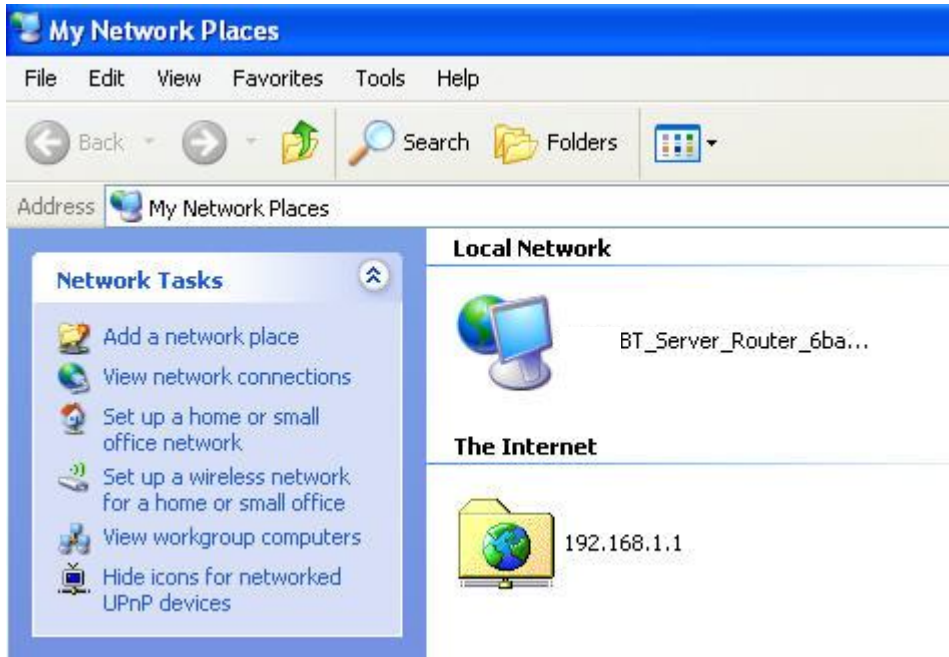 My Network Places
File Edit View Favorites Tools Help
Back Search Folders
Address My Network Places
Network Tasks
Add a network place
View network connections
Set up a home or small
office network
Set up a wireless network
for a home or small office
View workgroup computers
Hide icons for networked
UPnP devices
Local Network
BT_Server_Router_6ba...
The Internet
192.168.1.1